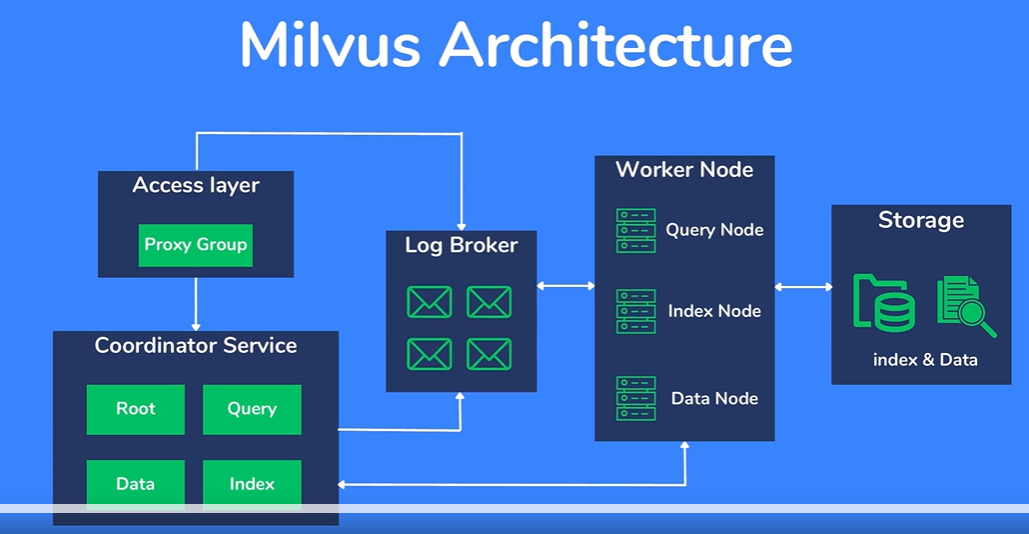 Milvus Architecture
Access layer
Proxy Group
Coordinator Service
Root
Query
Data
Index
Log Broker
Worker Node
Query Node
Index Node
Data Node
Storage
index & Data